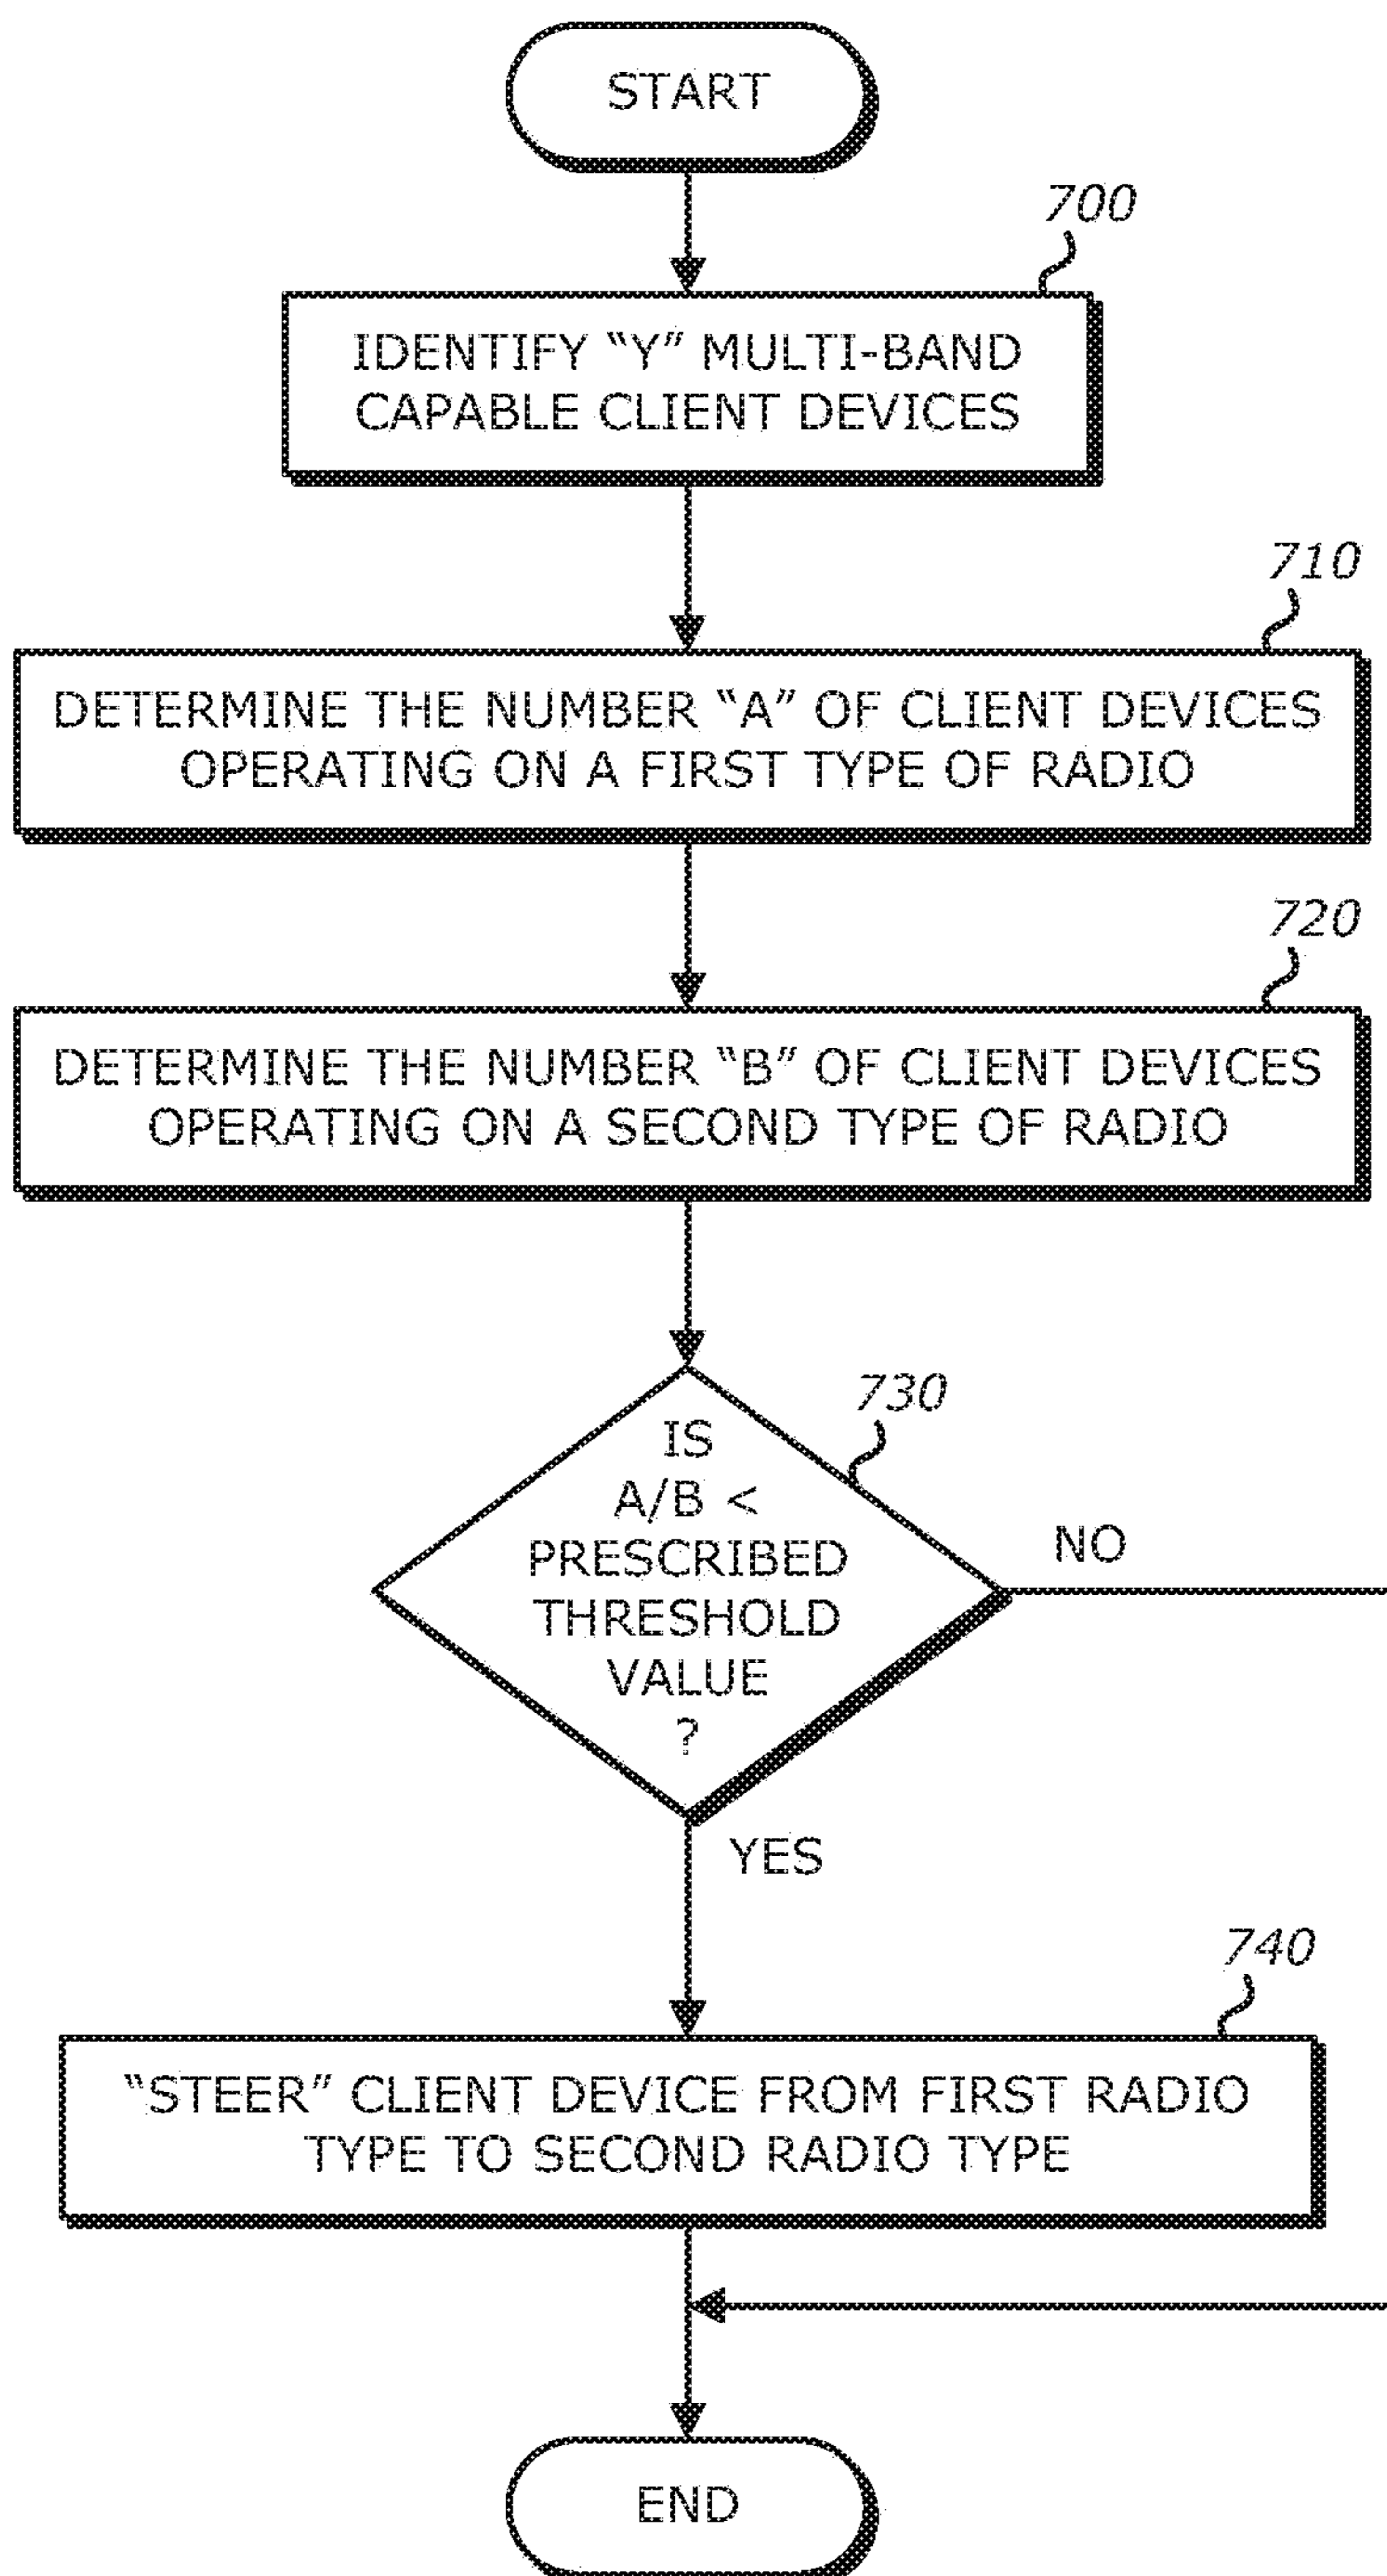 START
700
IDENTIFY “Y” MULTI-BAND
CAPABLE CLIENT DEVICES
710
DETERMINE THE NUMBER “A” OF CLIENT DEVICES
OPERATING ON A FIRST TYPE OF RADIO
720
DETERMINE THE NUMBER “B” OF CLIENT DEVICES
OPERATING ON A SECOND TYPE OF RADIO
730
IS
A/B <
PRESCRIBED
THRESHOLD
VALUE
?
NO
YES
740
“STEER” CLIENT DEVICE FROM FIRST RADIO
TYPE TO SECOND RADIO TYPE
END